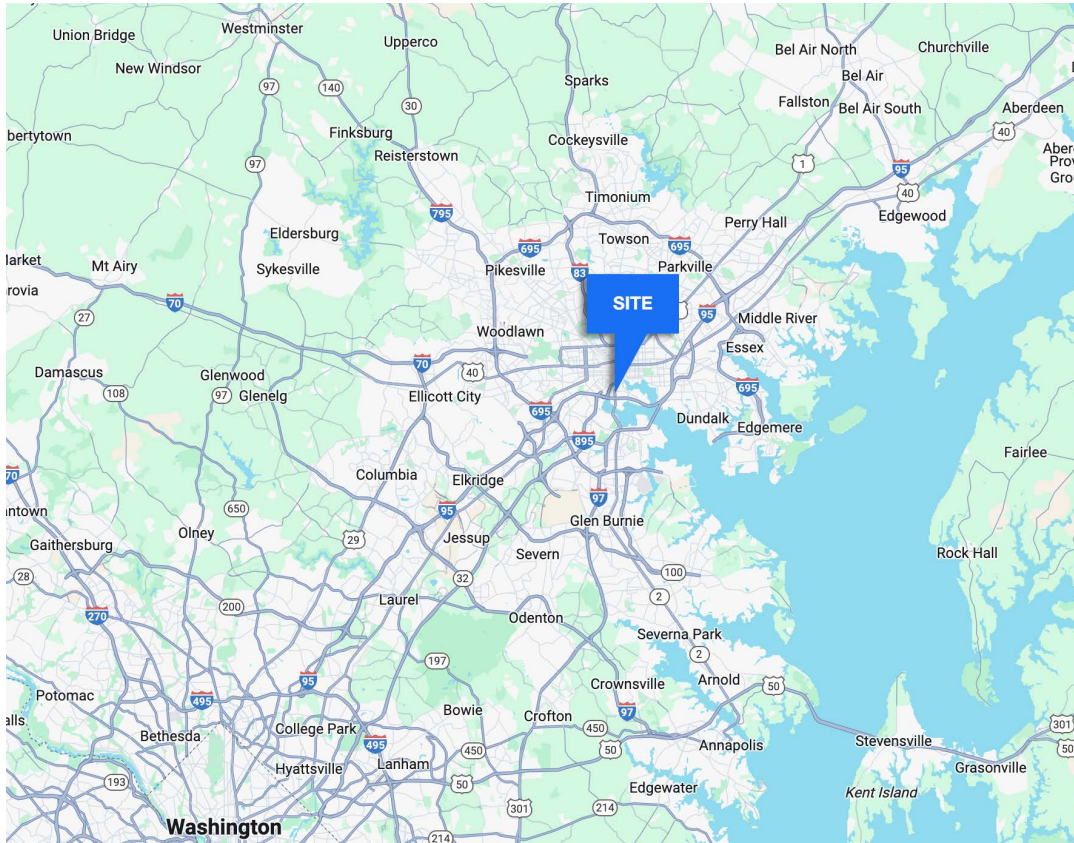 Westminster
Union Bridge
Upperco
Bel Air North
Churchville
New Windsor
Sparks
Bel Air
97
140
30
Fallston
Bel Air South
Aberdeen
bertytown
Finksburg
Cockeysville
40
Reisterstown
1
97
95
40
Timonium
795
Perry Hall
Edgewood
Eldersburg
695
Towson
695
Mt Airy
Sykesville
Pikesville
83
Parkville
Market
rovia
70
SITE
95
27
Woodlawn
Middle River
Essex
70
40
Damascus
Glenwood
695
108
97
Glenelg
Ellicott City
695
Dundalk
Edgemere
895
Fairlee
70
Columbia
Elkridge
97
650
95
antown
Olney
29
Jessup
Glen Burnie
Gaithersburg
Severn
Rock Hall
28
32
100
200
Laurel
2
270
Odenton
Severna Park
197
2
95
Crownsville
Arnold
50
Potomac
495
Bowie
Crofton
97
301
alls
Bethesda
College Park
495
450
450
50
Annapolis
Stevensville
50
Hyattsville
Lanham
50
Grasonville
193
Edgewater
Kent Island
301
214
Washington
214